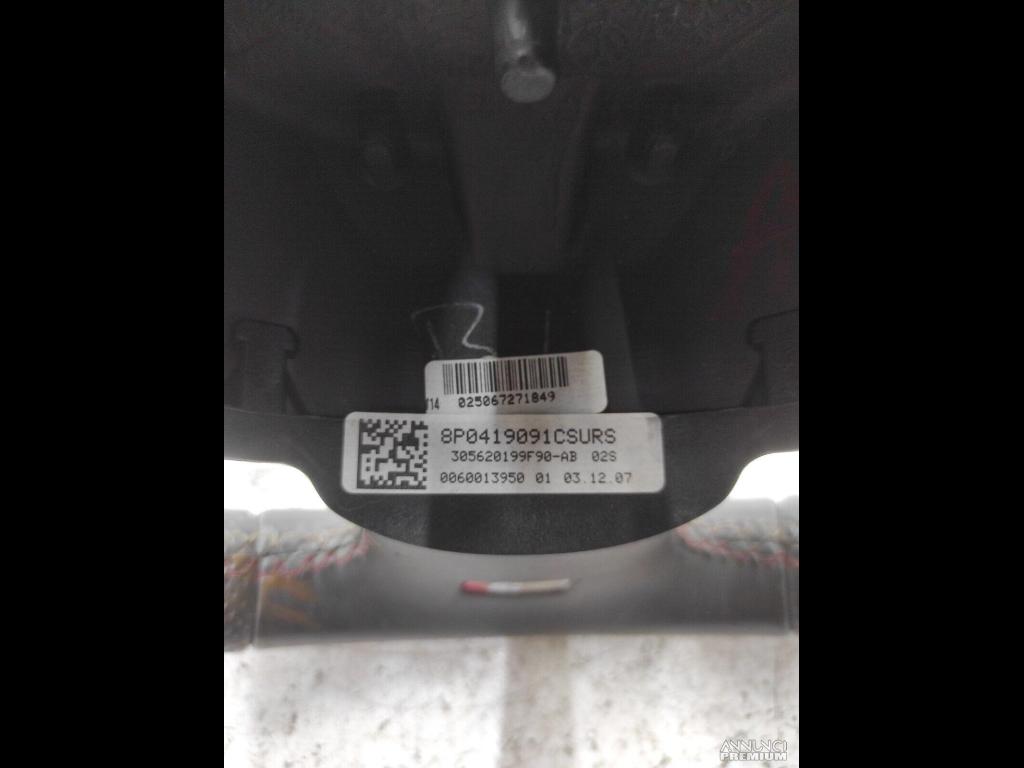 025067271849
8P0419091CSURS
305620199F90-AB 02S
0060013950 01 03.12.07
ANNUNCI
PREMIUM